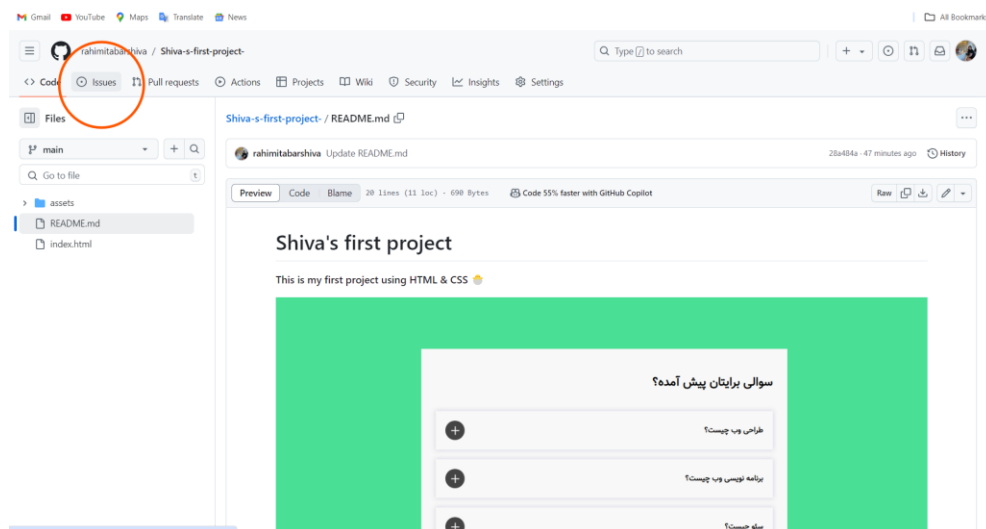 Gmail YouTube Maps Translate News All Bookmark
rahimitabarshiva / Shiva-s-first-project- Type / to search
Code Issues Pull requests Actions Projects Wiki Security Insights Settings
Files
Shiva-s-first-project- / README.md
main
rahimitabarshiva Update README.md 28a484a · 47 minutes ago History
Go to file t
Preview Code Blame 20 lines (11 loc) · 690 Bytes Code 55% faster with GitHub Copilot Raw
assets
README.md
index.html
Shiva's first project
This is my first project using HTML & CSS
سوالی برایتان پیش آمده؟
طراحی وب چیست؟
برنامه نویسی وب چیست؟
سئو چیست؟